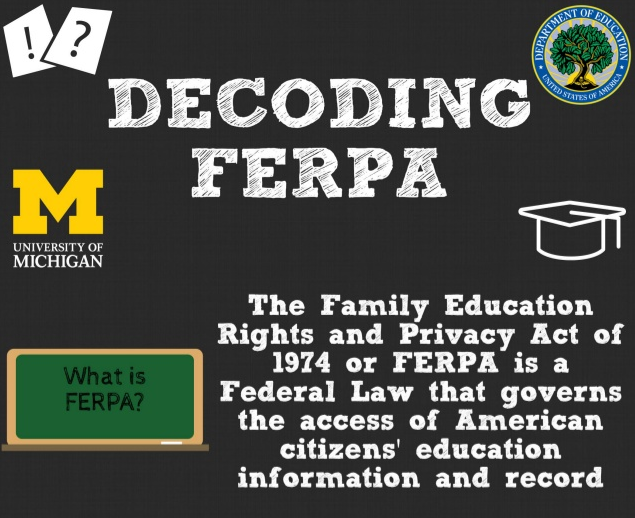 ! ?
DEPARTMENT OF EDUCATION
UNITED STATES OF AMERICA
DECODING
FERPA
M
UNIVERSITY OF
MICHIGAN
The Family Education
Rights and Privacy Act of
1974 or FERPA is a
Federal Law that governs
the access of American
citizens' education
information and record
What is
FERPA?